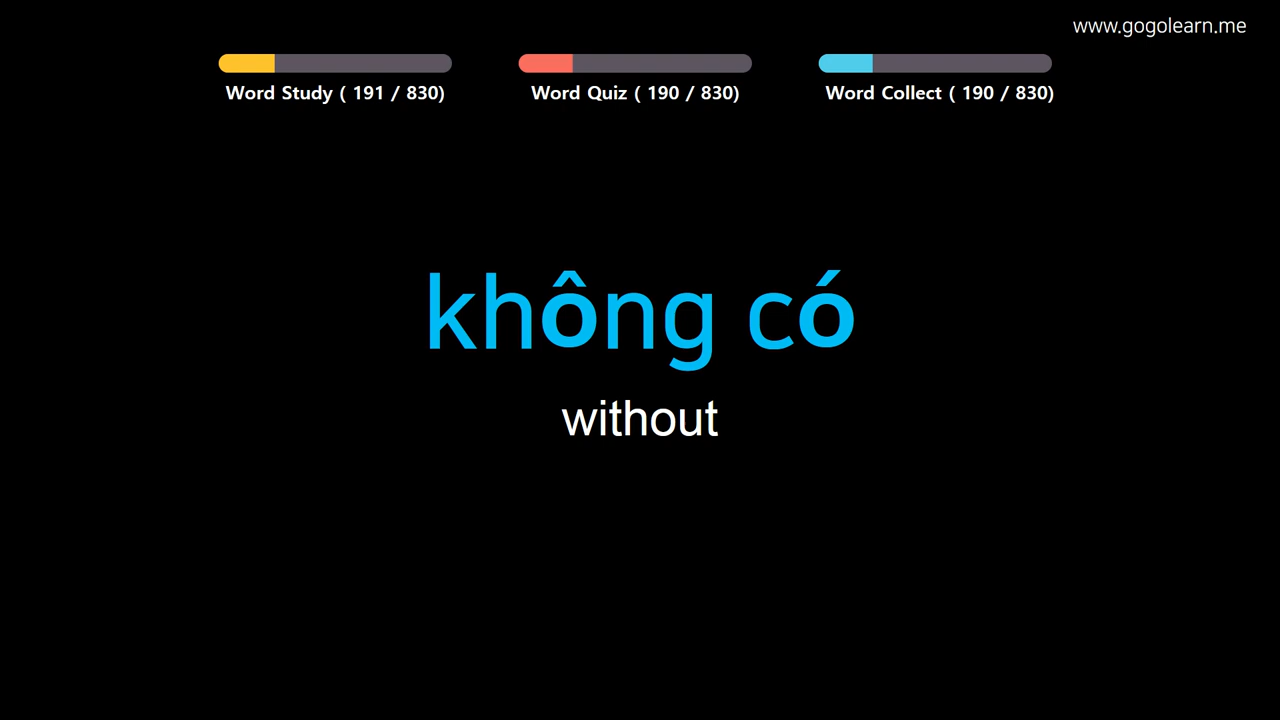 www.gogolearn.me
Word Study ( 191 / 830)
Word Quiz ( 190 / 830)
Word Collect ( 190 / 830)
không có
without